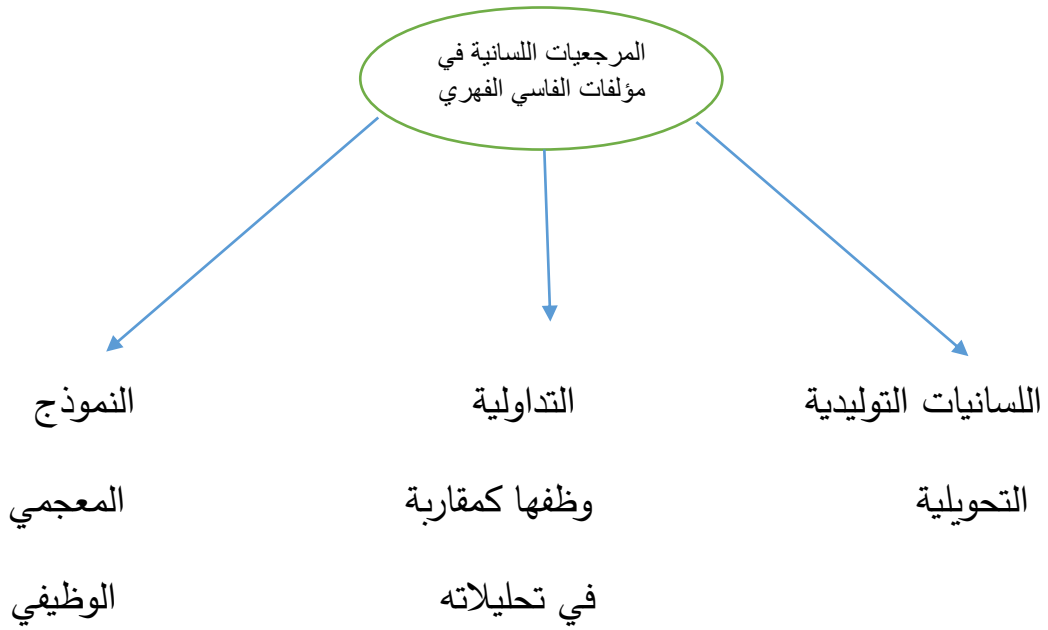 المرجعيات اللسانية في
مؤلفات الفاسي الفهري
اللسانيات التوليدية
التحويلية
التداولية
وظفها كمقاربة
في تحليلاته
النموذج
المعجمي
الوظيفي